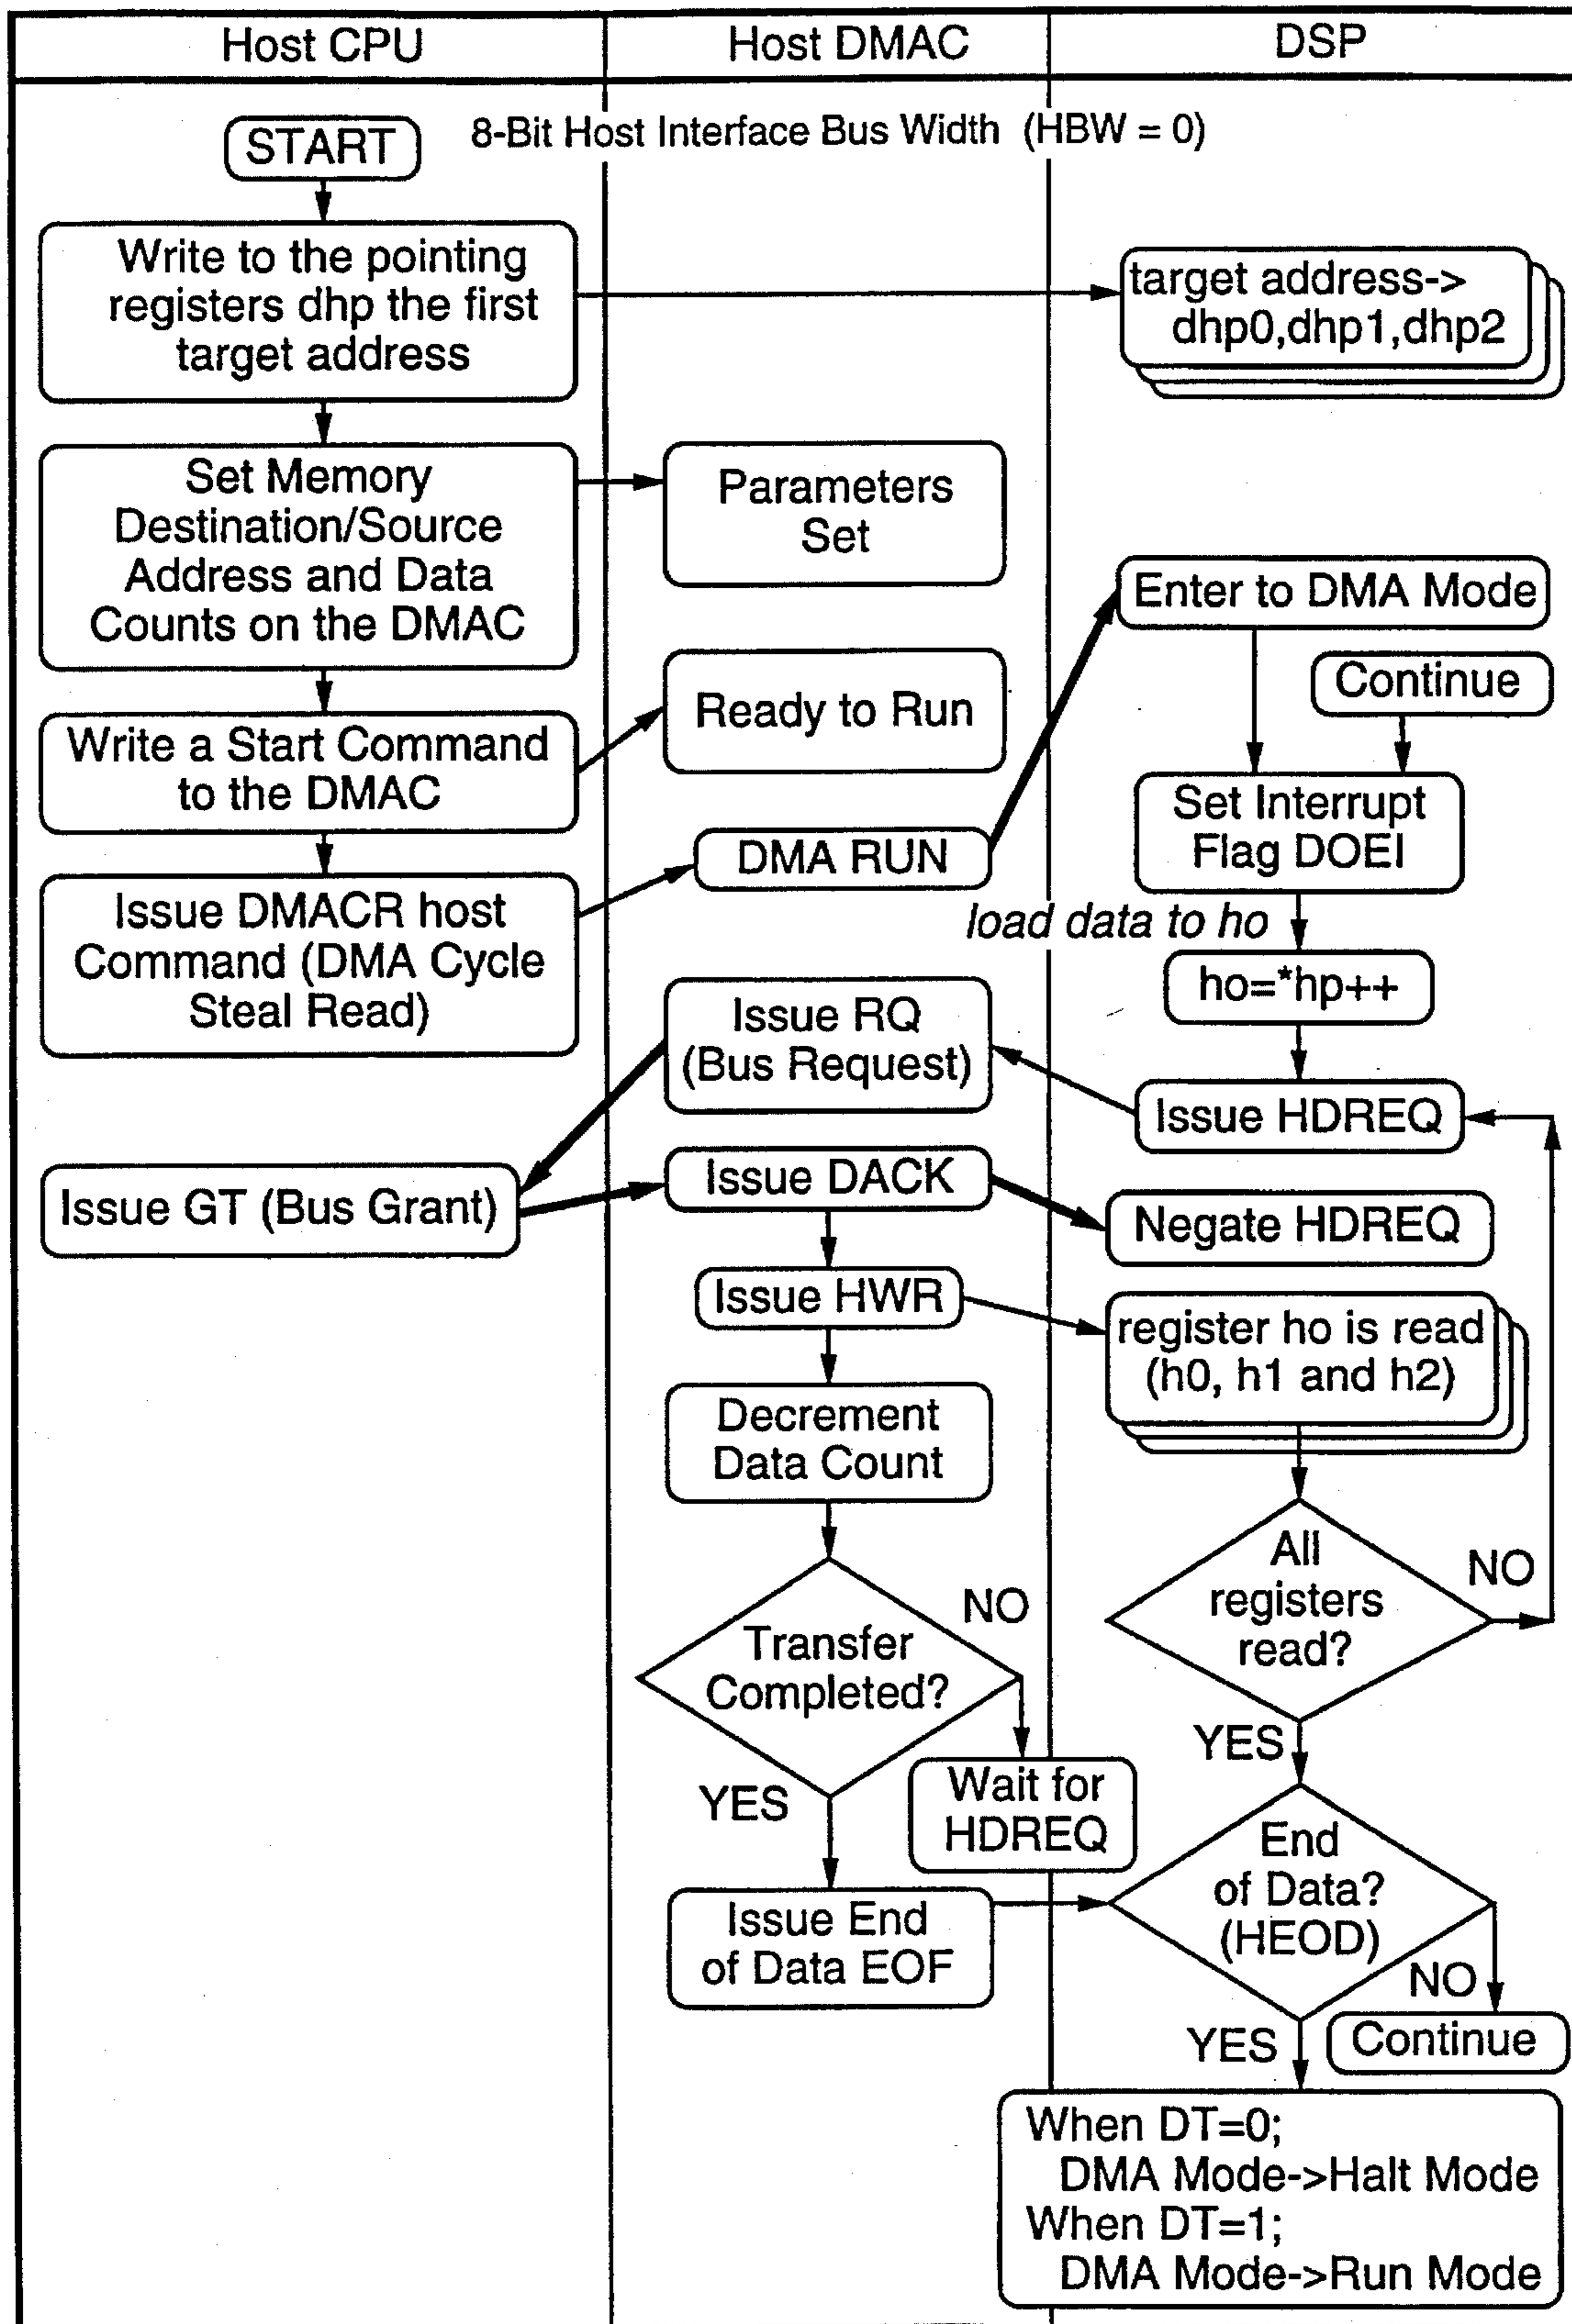 Host CPU
Host DMAC
DSP
8-Bit Host Interface Bus Width (HBW = 0)
START
Write to the pointing
registers dhp the first
target address
target address->
dhp0,dhp1,dhp2
Set Memory
Destination/Source
Address and Data
Counts on the DMAC
Parameters
Set
Enter to DMA Mode
Continue
Ready to Run
Write a Start Command
to the DMAC
Set Interrupt
Flag DOEI
DMA RUN
Issue DMACR host
Command (DMA Cycle
Steal Read)
load data to ho
ho=*hp++
Issue RQ
(Bus Request)
Issue HDREQ
Issue GT (Bus Grant)
Issue DACK
Negate HDREQ
Issue HWR
register ho is read
(h0, h1 and h2)
Decrement
Data Count
All
registers
read?
NO
YES
Transfer
Completed?
NO
YES
Wait for
HDREQ
End
of Data?
(HEOD)
NO
YES
Issue End
of Data EOF
Continue
When DT=0;
DMA Mode->Halt Mode
When DT=1;
DMA Mode->Run Mode